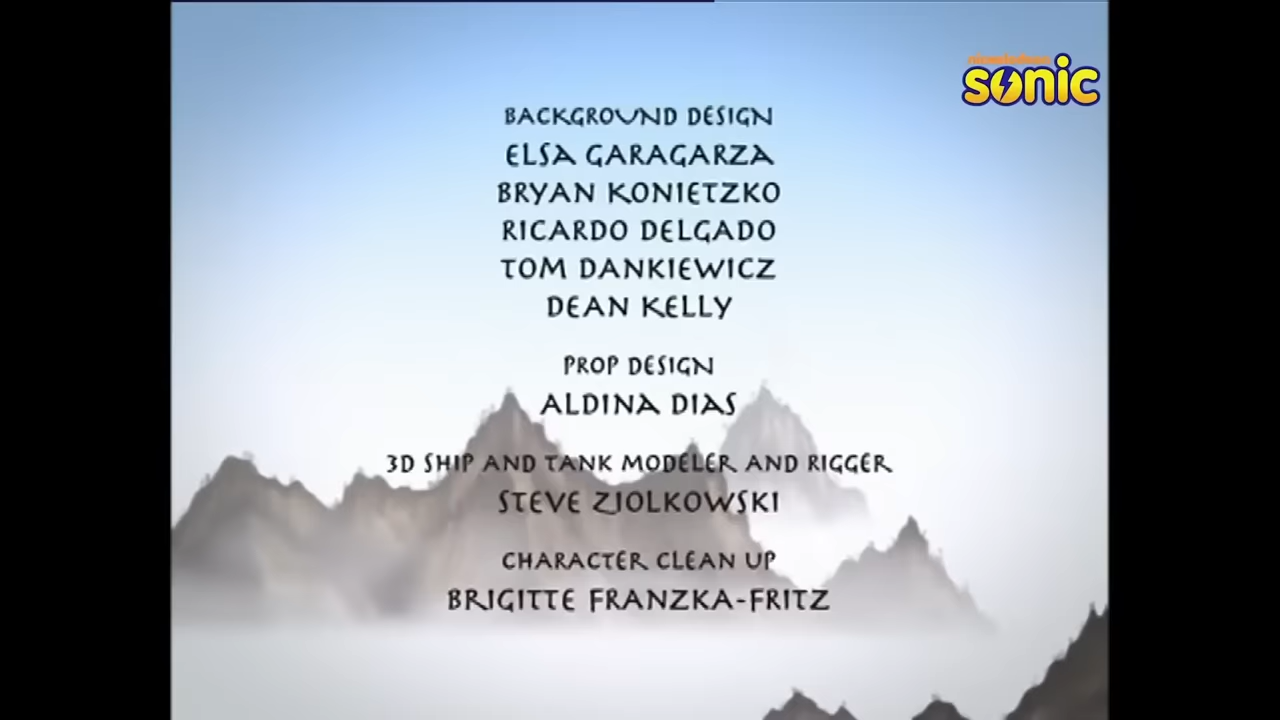 nickelodeon
sonic
BACKGROUND DESIGN
ELSA GARAGARZA
BRYAN KONIETZKO
RICARDO DELGADO
TOM DANKIEWICZ
DEAN KELLY
PROP DESIGN
ALDINA DIAS
3D SHIP AND TANK MODELER AND RIGGER
STEVE ZIOLKOWSKI
CHARACTER CLEAN UP
BRIGITTE FRANZKA-FRITZ